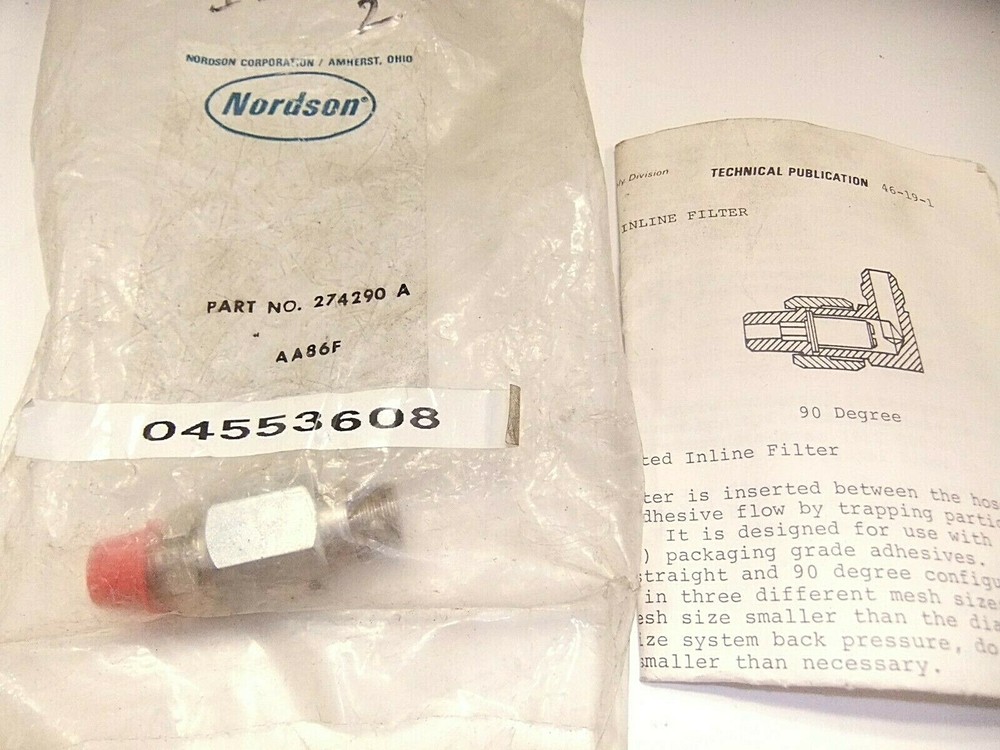 2
NORDSON CORPORATION / AMHERST, OHIO
Nordson®
PART NO. 274290 A
AA86F
04553608
Division
TECHNICAL PUBLICATION 46-19-1
INLINE FILTER
90 Degree
ted Inline Filter
ter is inserted between the hos
dhesive flow by trapping parti
It is designed for use with
) packaging grade adhesives.
straight and 90 degree configu
in three different mesh size
esh size smaller than the dia
ize system back pressure, do
smaller than necessary.